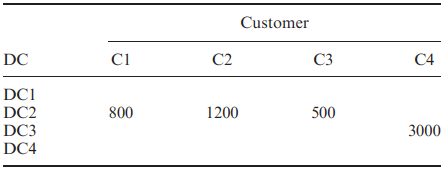 Customer
DC C1 C2 C3 C4
DC1
DC2 800 1200 500
DC3 3000
DC4